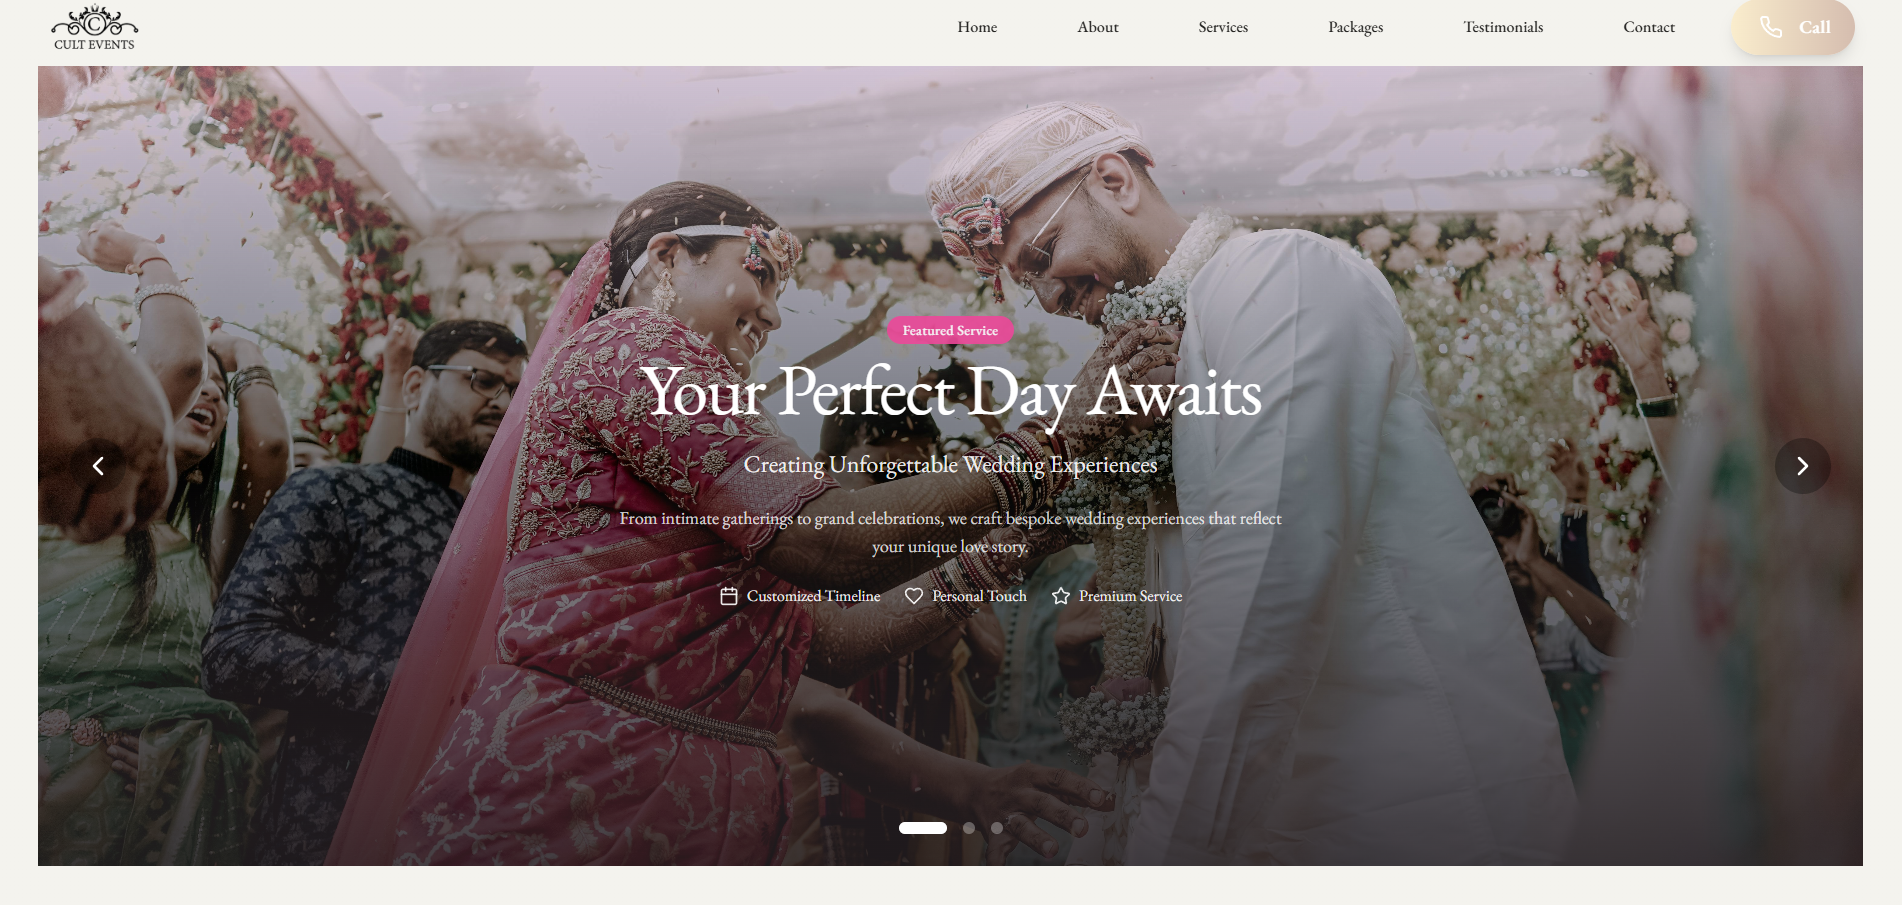 C
CULT EVENTS
Home
About
Services
Packages
Testimonials
Contact
Call
Featured Service
Your Perfect Day Awaits
Creating Unforgettable Wedding Experiences
From intimate gatherings to grand celebrations, we craft bespoke wedding experiences that reflect
your unique love story.
Customized Timeline
Personal Touch
Premium Service